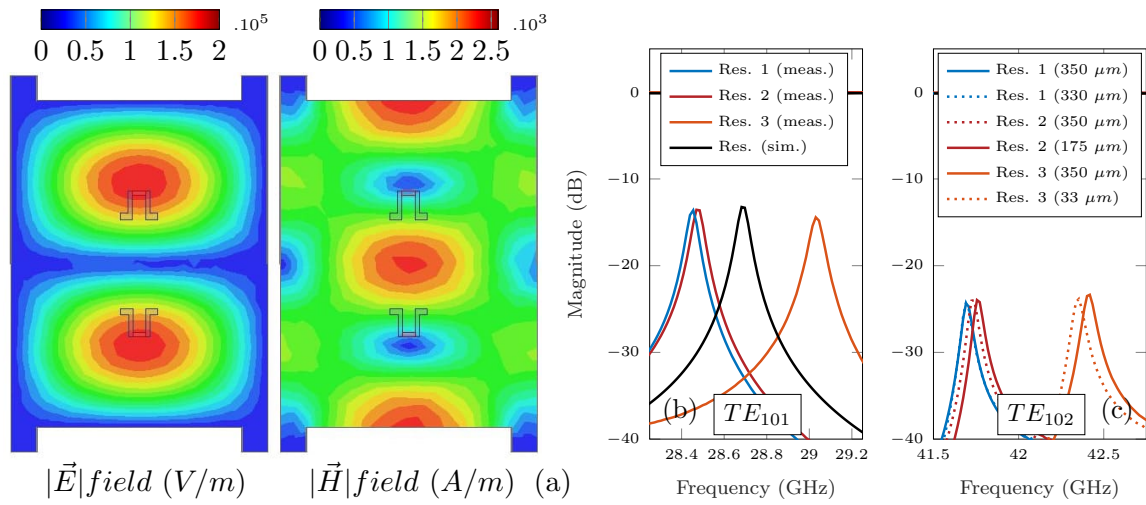 0 0.5 1 1.5 2 .10⁵
0 0.5 1 1.5 2 2.5 .10³
|E⃗|field (V/m)
|H⃗|field (A/m) (a)
Magnitude (dB)
0
−10
−20
−30
−40
Res. 1 (meas.)
Res. 2 (meas.)
Res. 3 (meas.)
Res. (sim.)
(b) TE₁₀₁
28.4 28.6 28.8 29 29.2
Frequency (GHz)
0
−10
−20
−30
−40
Res. 1 (350 μm)
Res. 1 (330 μm)
Res. 2 (350 μm)
Res. 2 (175 μm)
Res. 3 (350 μm)
Res. 3 (33 μm)
TE₁₀₂ (c)
41.5 42 42.5
Frequency (GHz)